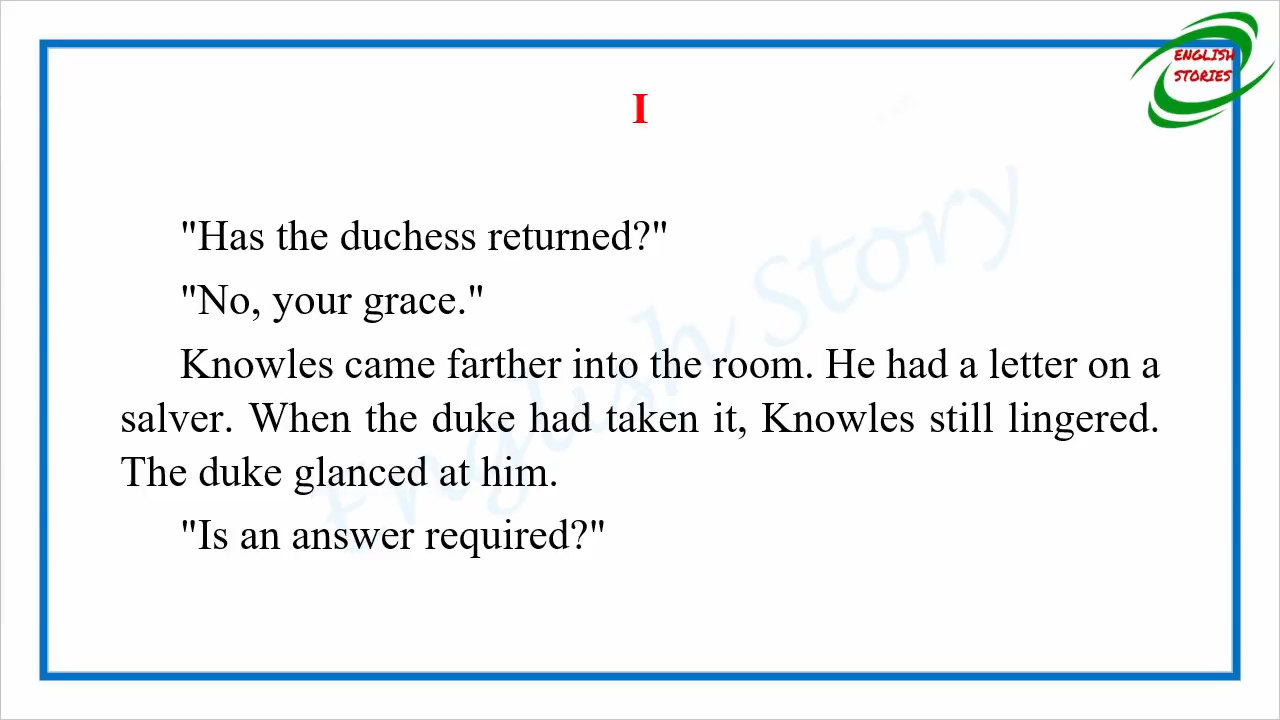 ENGLISH
STORIES
I
"Has the duchess returned?"
"No, your grace."
Knowles came farther into the room. He had a letter on a
salver. When the duke had taken it, Knowles still lingered.
The duke glanced at him.
"Is an answer required?"
English Story